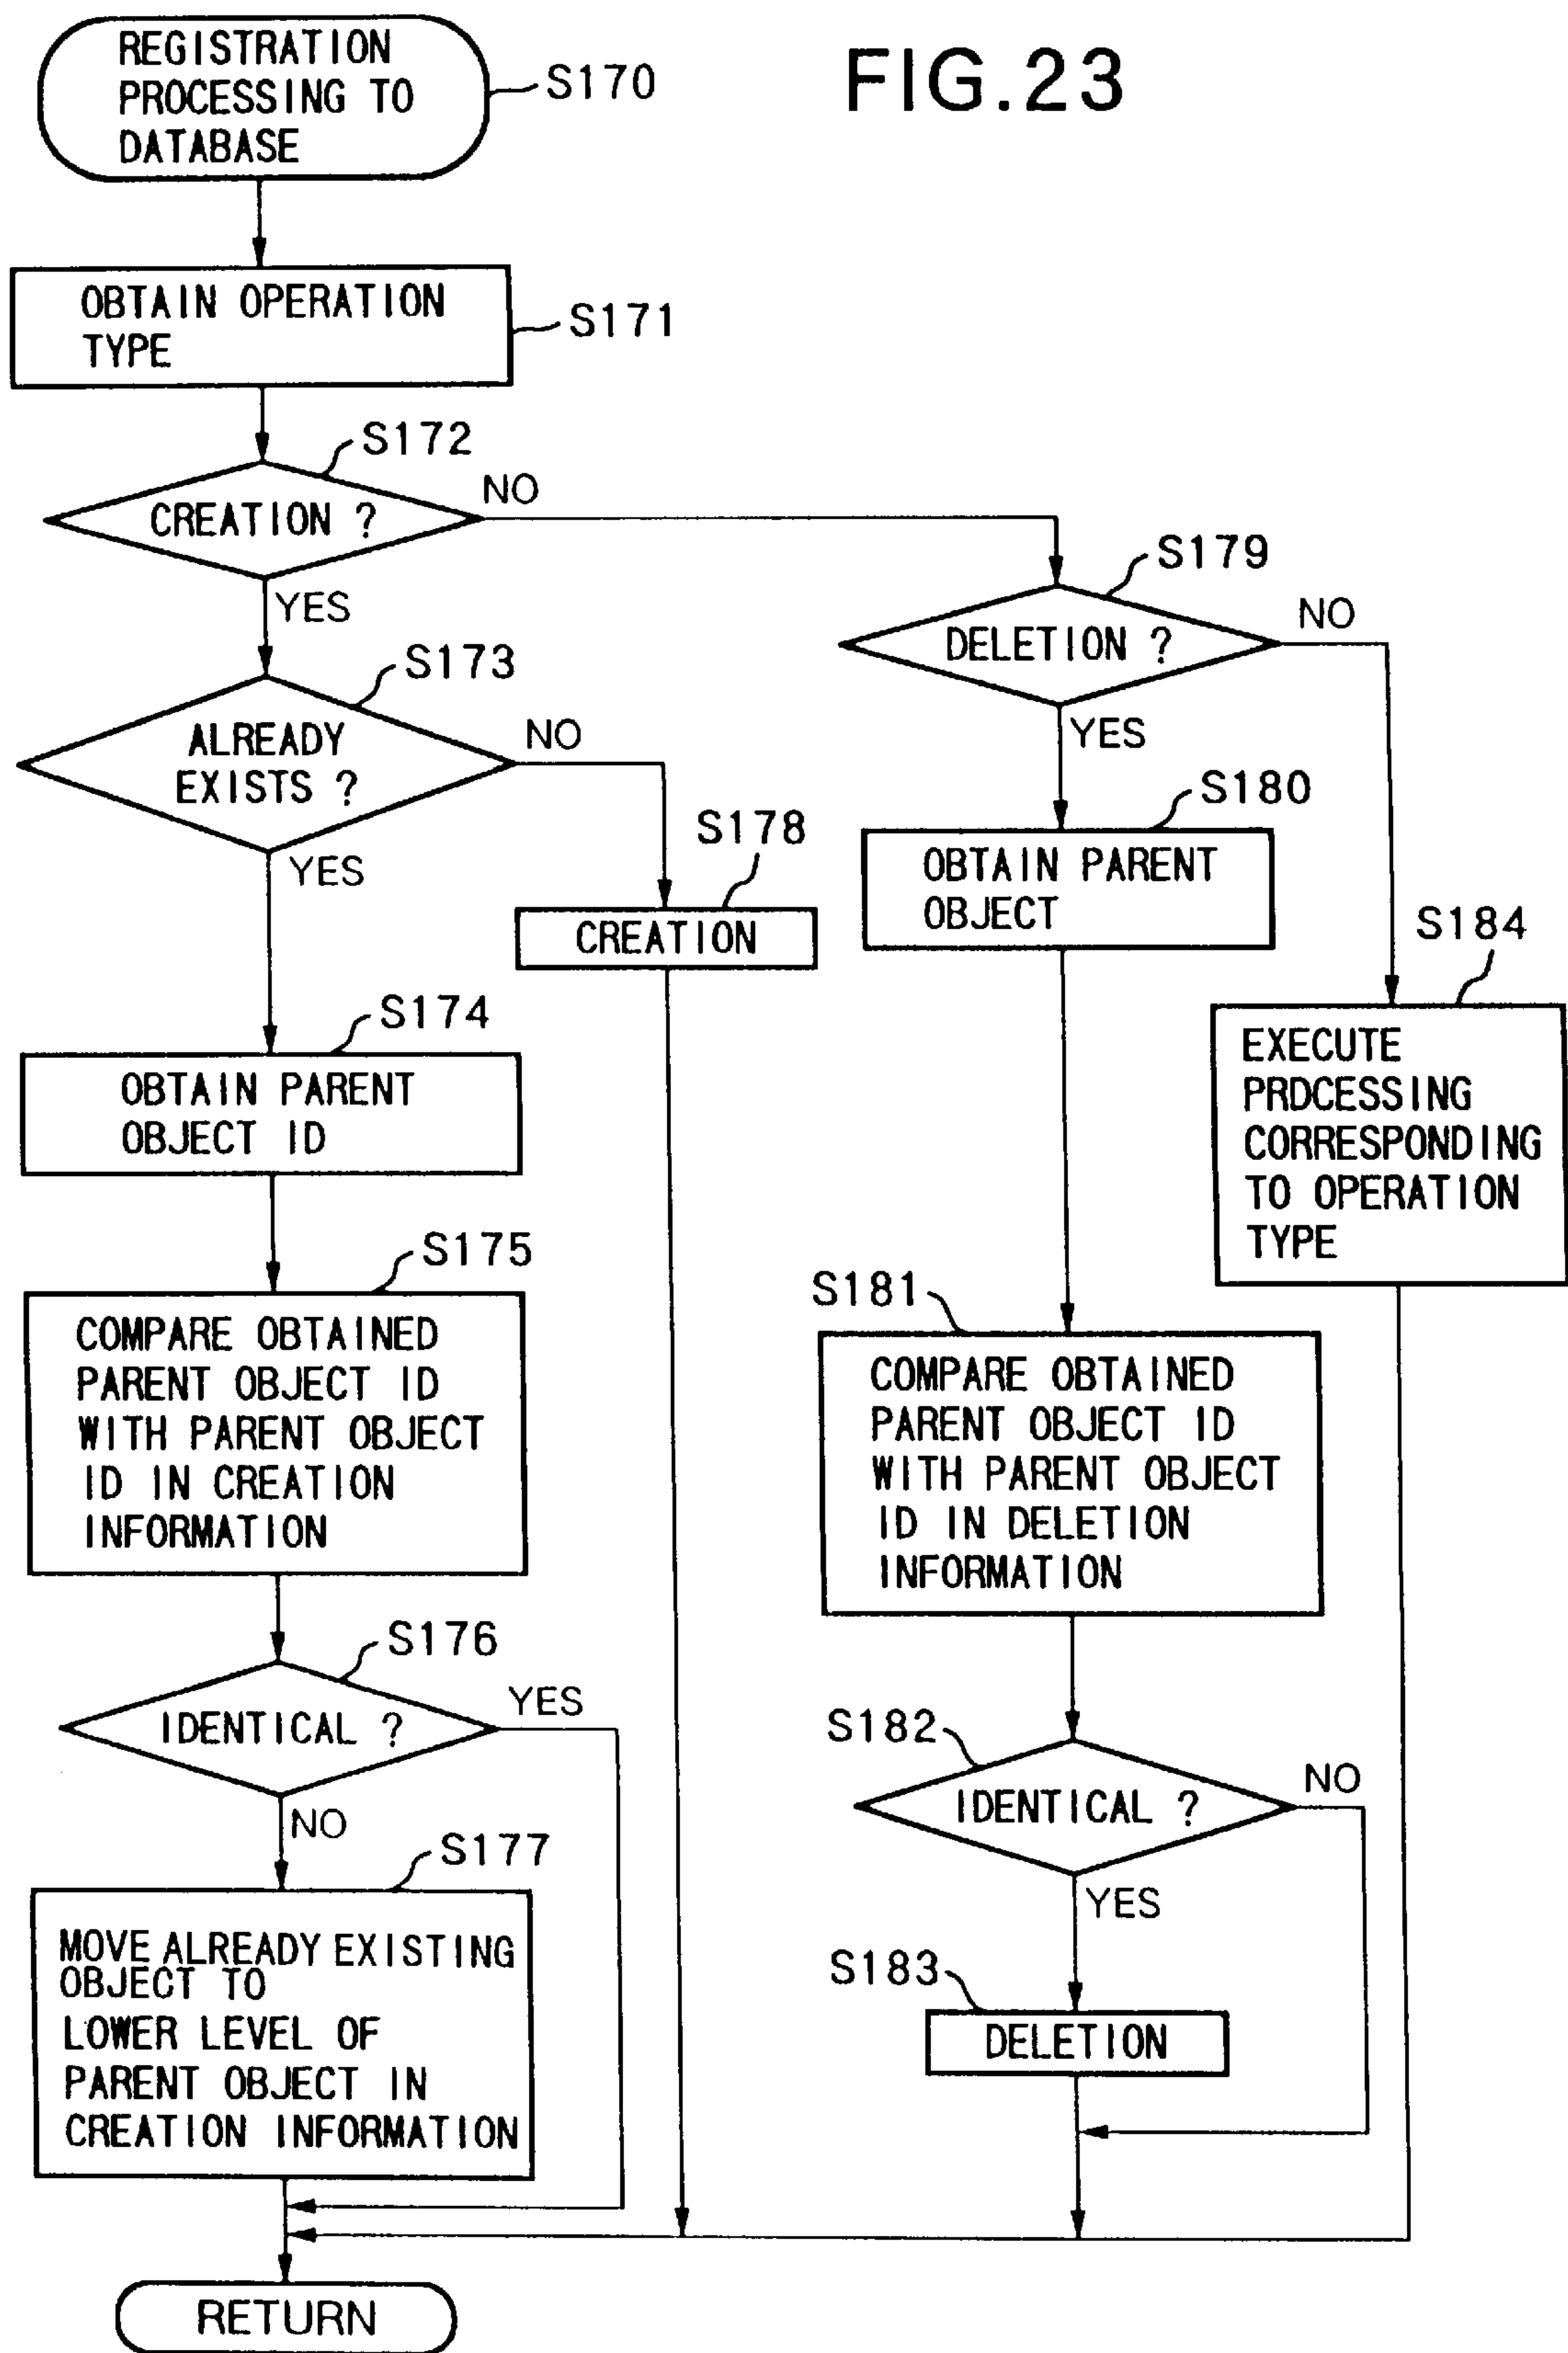 FIG.23
REGISTRATION
PROCESSING TO
DATABASE
S170
OBTAIN OPERATION
TYPE
S171
S172
CREATION ?
NO
YES
S173
ALREADY
EXISTS ?
NO
YES
S178
CREATION
S174
OBTAIN PARENT
OBJECT ID
S175
COMPARE OBTAINED
PARENT OBJECT ID
WITH PARENT OBJECT
ID IN CREATION
INFORMATION
S176
IDENTICAL ?
YES
NO
S177
MOVE ALREADY EXISTING
OBJECT TO
LOWER LEVEL OF
PARENT OBJECT IN
CREATION INFORMATION
S179
DELETION ?
NO
YES
S180
OBTAIN PARENT
OBJECT
S184
EXECUTE
PRDCESSING
CORRESPONDING
TO OPERATION
TYPE
S181
COMPARE OBTAINED
PARENT OBJECT ID
WITH PARENT OBJECT
ID IN DELETION
INFORMATION
S182
IDENTICAL ?
NO
YES
S183
DELETION
RETURN